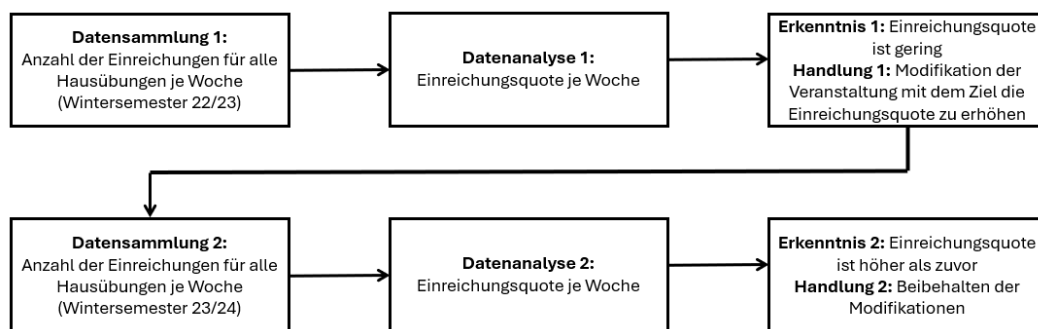 Datensammlung 1:
Anzahl der Einreichungen für alle
Hausübungen je Woche
(Wintersemester 22/23)
Datenanalyse 1:
Einreichungsquote je Woche
Erkenntnis 1: Einreichungsquote
ist gering
Handlung 1: Modifikation der
Veranstaltung mit dem Ziel die
Einreichungsquote zu erhöhen
Datensammlung 2:
Anzahl der Einreichungen für alle
Hausübungen je Woche
(Wintersemester 23/24)
Datenanalyse 2:
Einreichungsquote je Woche
Erkenntnis 2: Einreichungsquote
ist höher als zuvor
Handlung 2: Beibehalten der
Modifikationen